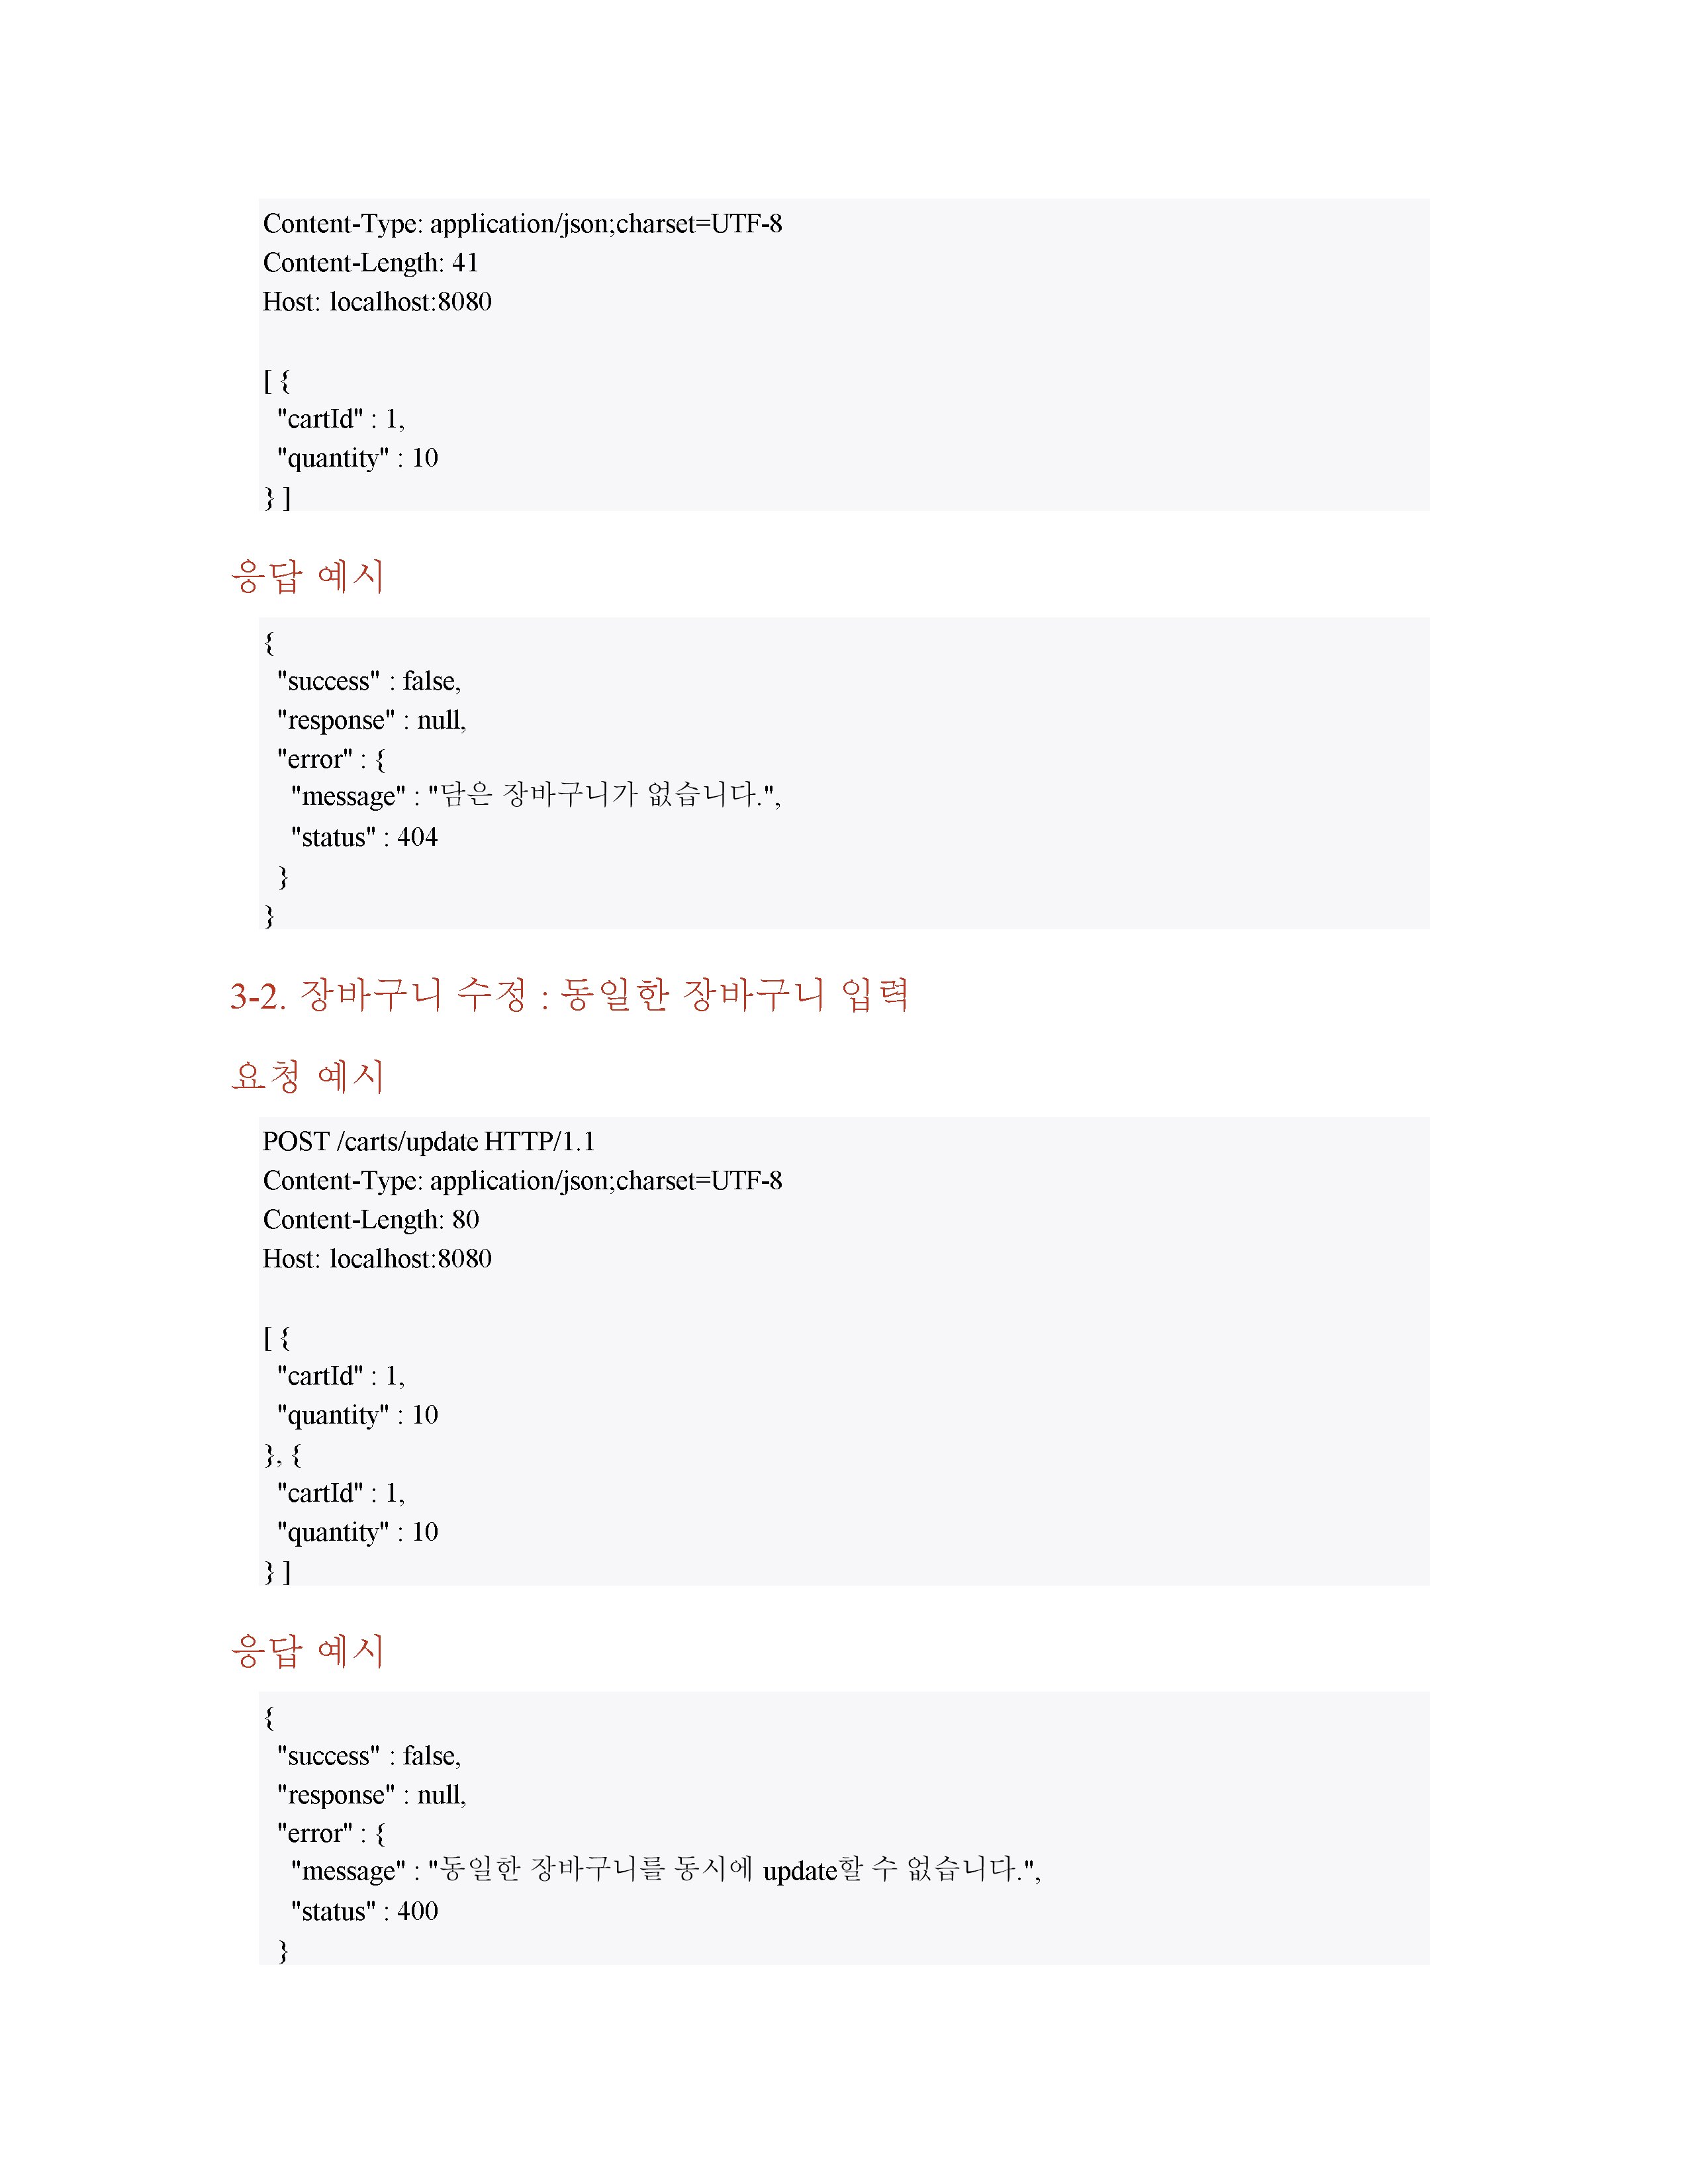 Content-Type: application/json;charset=UTF-8
Content-Length: 41
Host: localhost:8080
[ {
"cartId" : 1,
"quantity" : 10
} ]
응답 예시
{
"success" : false,
"response" : null,
"error" : {
"message" : "담은 장바구니가 없습니다.",
"status" : 404
}
}
3-2. 장바구니 수정 : 동일한 장바구니 입력
요청 예시
POST /carts/update HTTP/1.1
Content-Type: application/json;charset=UTF-8
Content-Length: 80
Host: localhost:8080
[ {
"cartId" : 1,
"quantity" : 10
}, {
"cartId" : 1,
"quantity" : 10
} ]
응답 예시
{
"success" : false,
"response" : null,
"error" : {
"message" : "동일한 장바구니를 동시에 update할 수 없습니다.",
"status" : 400
}